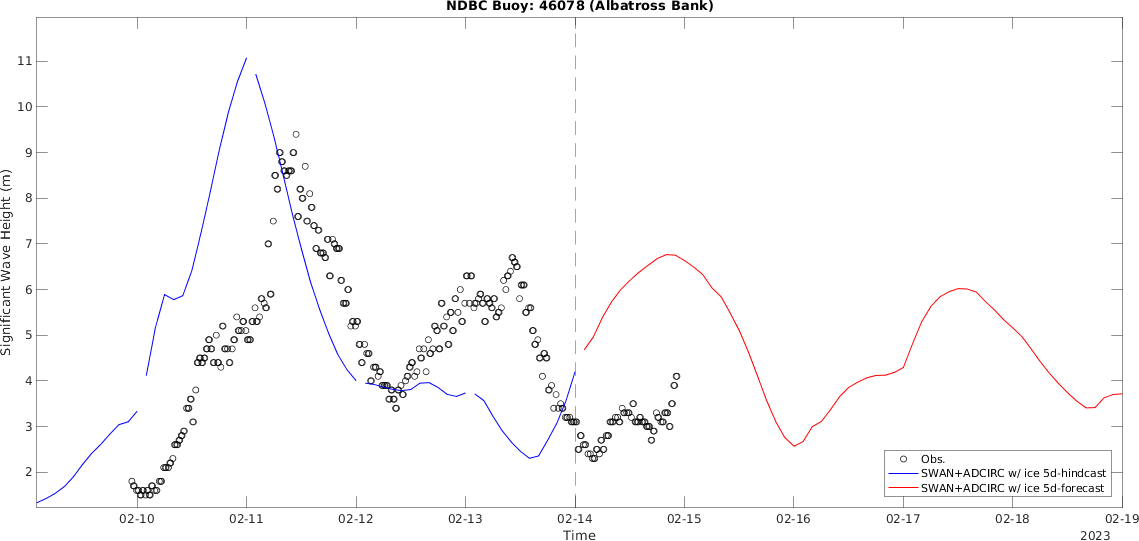 NDBC Buoy: 46078 (Albatross Bank)
Significant Wave Height (m)
11
10
9
8
7
6
5
4
3
2
Obs.
SWAN+ADCIRC w/ ice 5d-hindcast
SWAN+ADCIRC w/ ice 5d-forecast
02-10 02-11 02-12 02-13 02-14 02-15 02-16 02-17 02-18 02-19
Time
2023